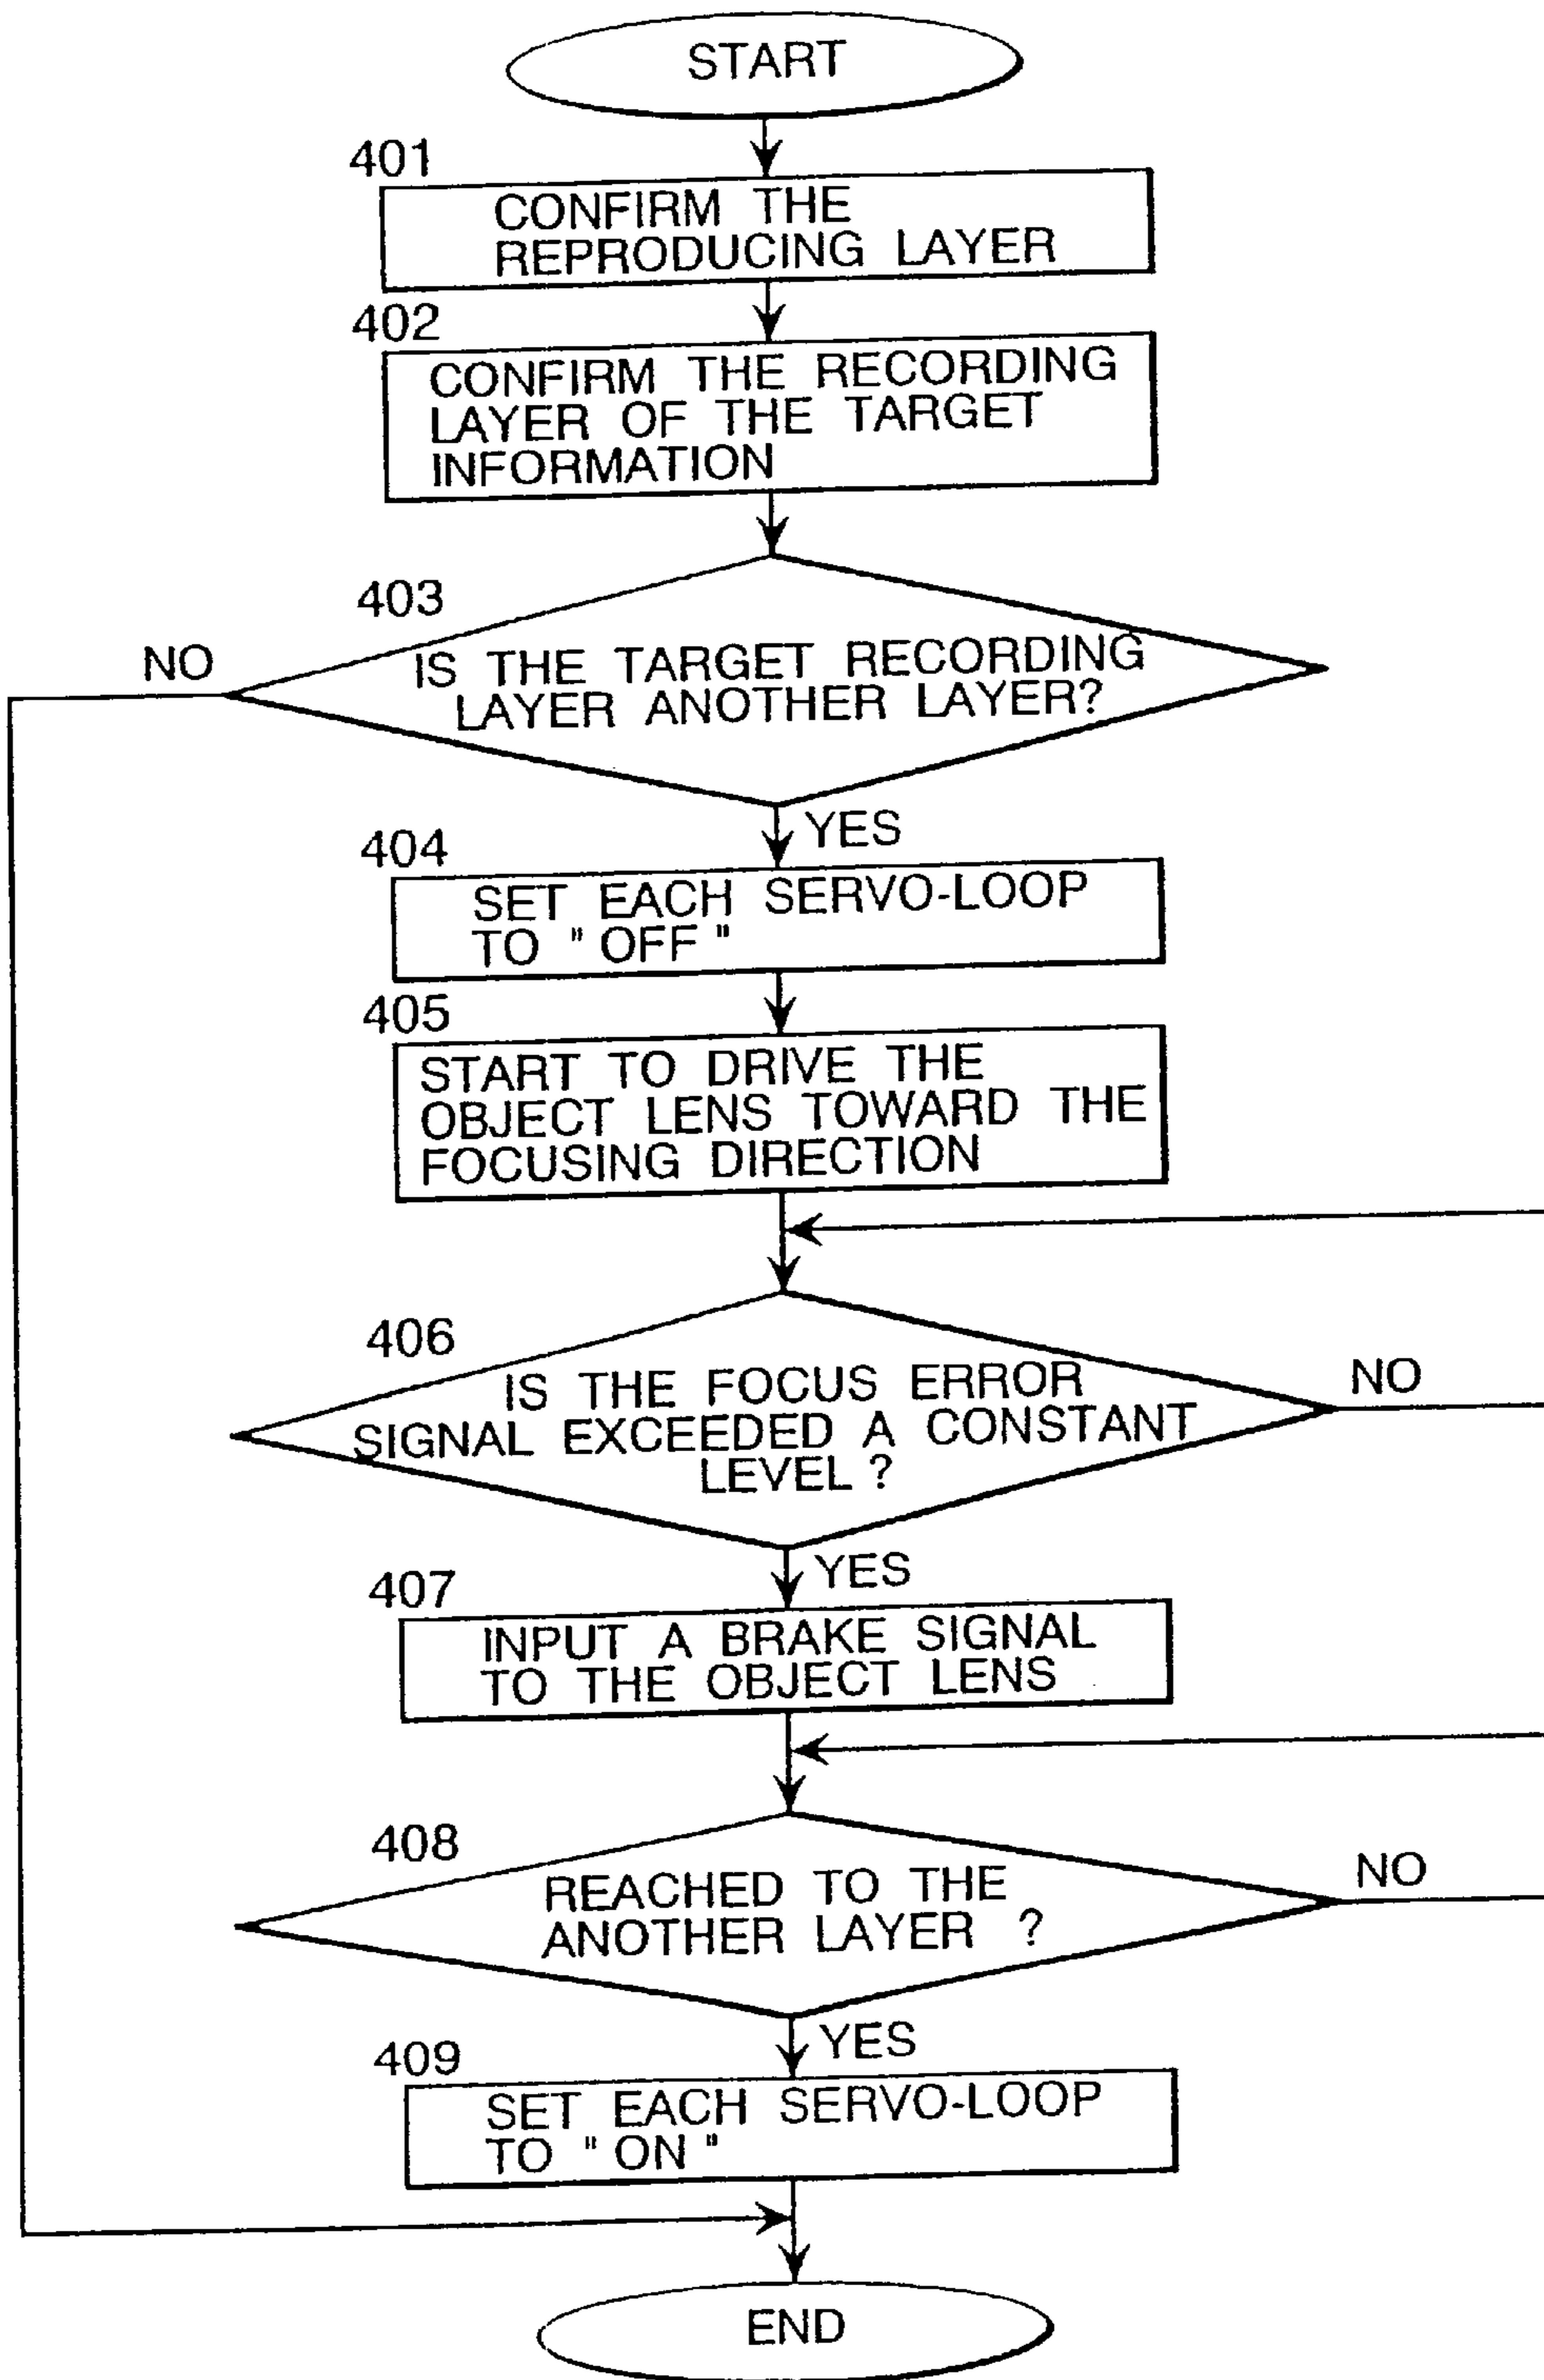 START
401
CONFIRM THE
REPRODUCING LAYER
402
CONFIRM THE RECORDING
LAYER OF THE TARGET
INFORMATION
403
NO
IS THE TARGET RECORDING
LAYER ANOTHER LAYER?
YES
404
SET EACH SERVO-LOOP
TO "OFF"
405
START TO DRIVE THE
OBJECT LENS TOWARD THE
FOCUSING DIRECTION
406
IS THE FOCUS ERROR
SIGNAL EXCEEDED A CONSTANT
LEVEL ?
NO
YES
407
INPUT A BRAKE SIGNAL
TO THE OBJECT LENS
408
REACHED TO THE
ANOTHER LAYER ?
NO
YES
409
SET EACH SERVO-LOOP
TO "ON"
END